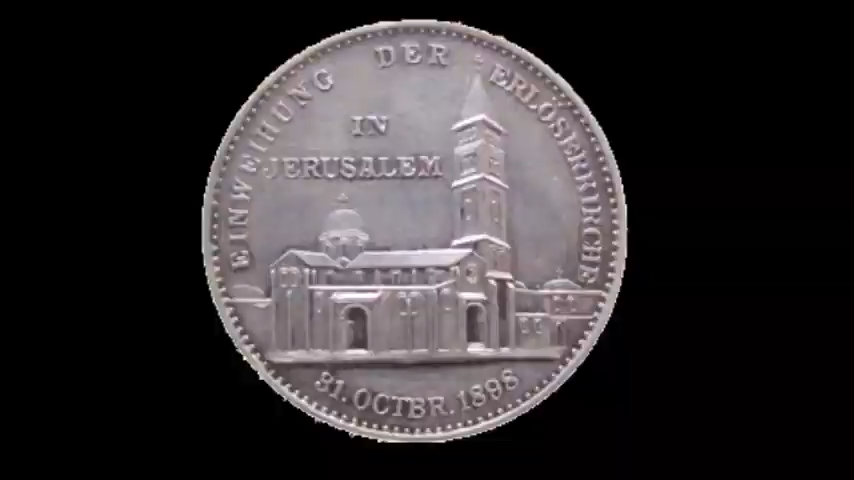 EINWEIHUNG DER ERLÖSERKIRCHE
IN
JERUSALEM
31. OCTBR. 1898